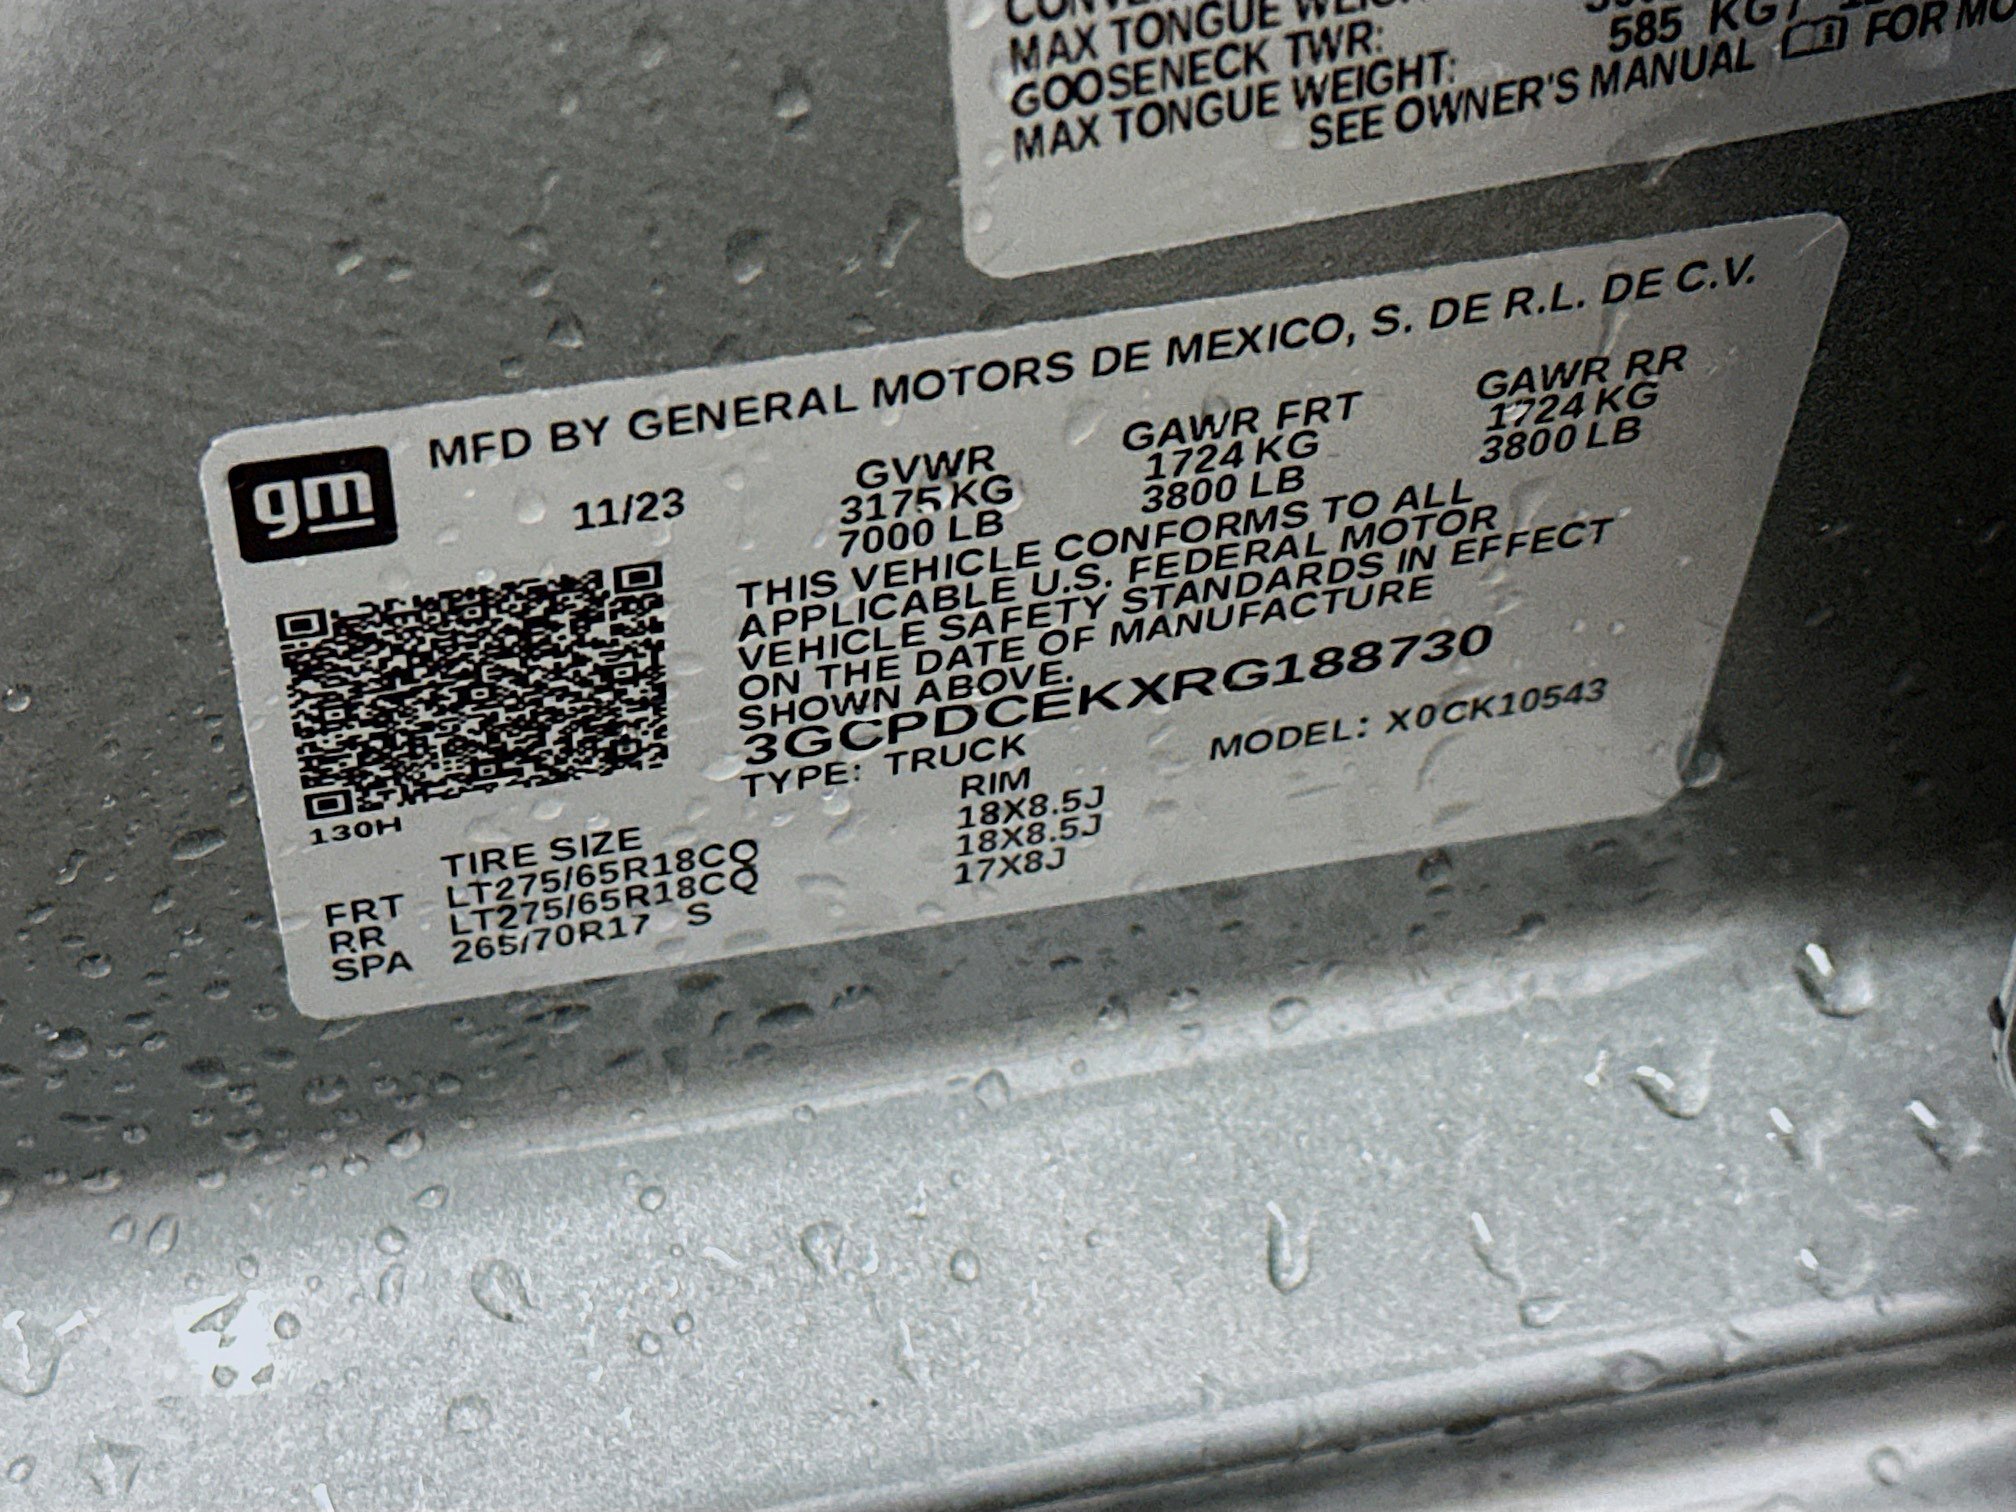 MAX TONGUE
GOOSENECK TWR:
MAX TONGUE WEIGHT:
585 KG
SEE OWNER'S MANUAL FOR
MFD BY GENERAL MOTORS DE MEXICO, S. DE R.L. DE C.V.
gm
11/23
GVWR GAWR FRT GAWR RR
3175 KG 1724 KG 1724 KG
7000 LB 3800 LB 3800 LB
THIS VEHICLE CONFORMS TO ALL
APPLICABLE U.S. FEDERAL MOTOR
VEHICLE SAFETY STANDARDS IN EFFECT
ON THE DATE OF MANUFACTURE
SHOWN ABOVE.
3GCPDCEKXRG188730
TYPE: TRUCK MODEL: X0CK10543
130H
TIRE SIZE RIM
FRT LT275/65R18CQ 18X8.5J
RR LT275/65R18CQ 18X8.5J
SPA 265/70R17 S 17X8J